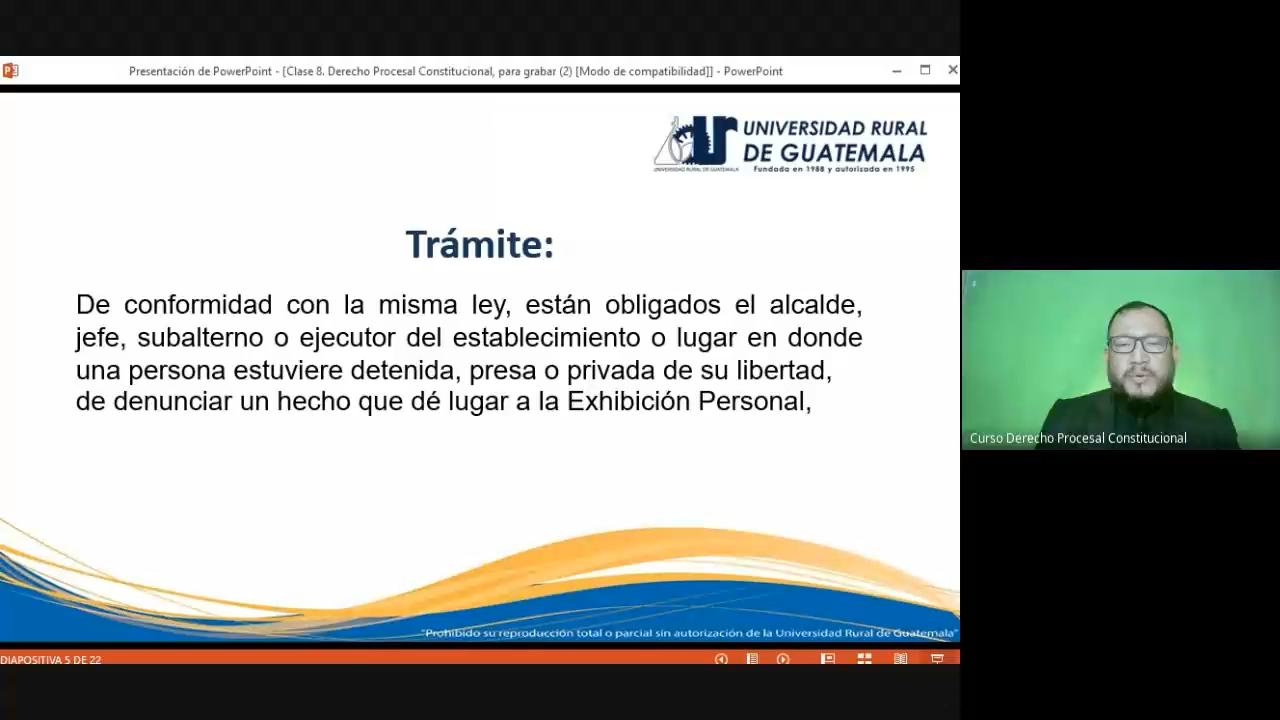 Presentación de PowerPoint - [Clase 8. Derecho Procesal Constitucional, para grabar (2) [Modo de compatibilidad]] - PowerPoint
UNIVERSIDAD RURAL
DE GUATEMALA
Fundada en 1988 y autorizada en 1995
UNIVERSIDAD RURAL DE GUATEMALA
Trámite:
De conformidad con la misma ley, están obligados el alcalde,
jefe, subalterno o ejecutor del establecimiento o lugar en donde
una persona estuviere detenida, presa o privada de su libertad,
de denunciar un hecho que dé lugar a la Exhibición Personal,
Curso Derecho Procesal Constitucional
"Prohibido su reproducción total o parcial sin autorización de la Universidad Rural de Guatemala"
DIAPOSITIVA 5 DE 22